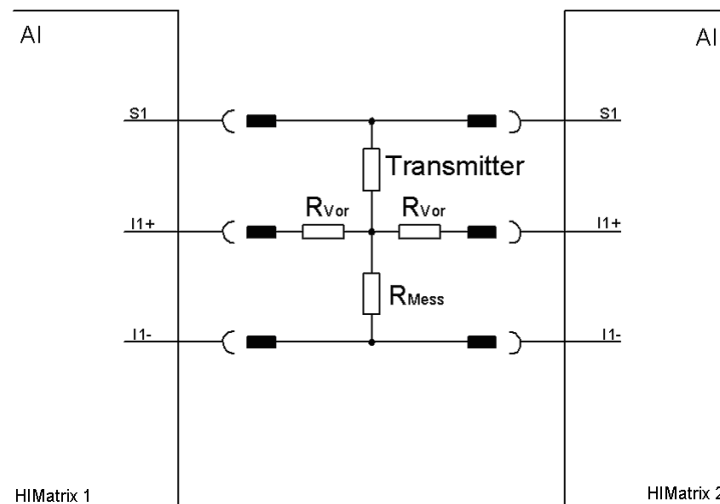 AI AI
S1 S1
Transmitter
RVor RVor
I1+ I1+
RMess
I1- I1-
HIMatrix 1 HIMatrix 2